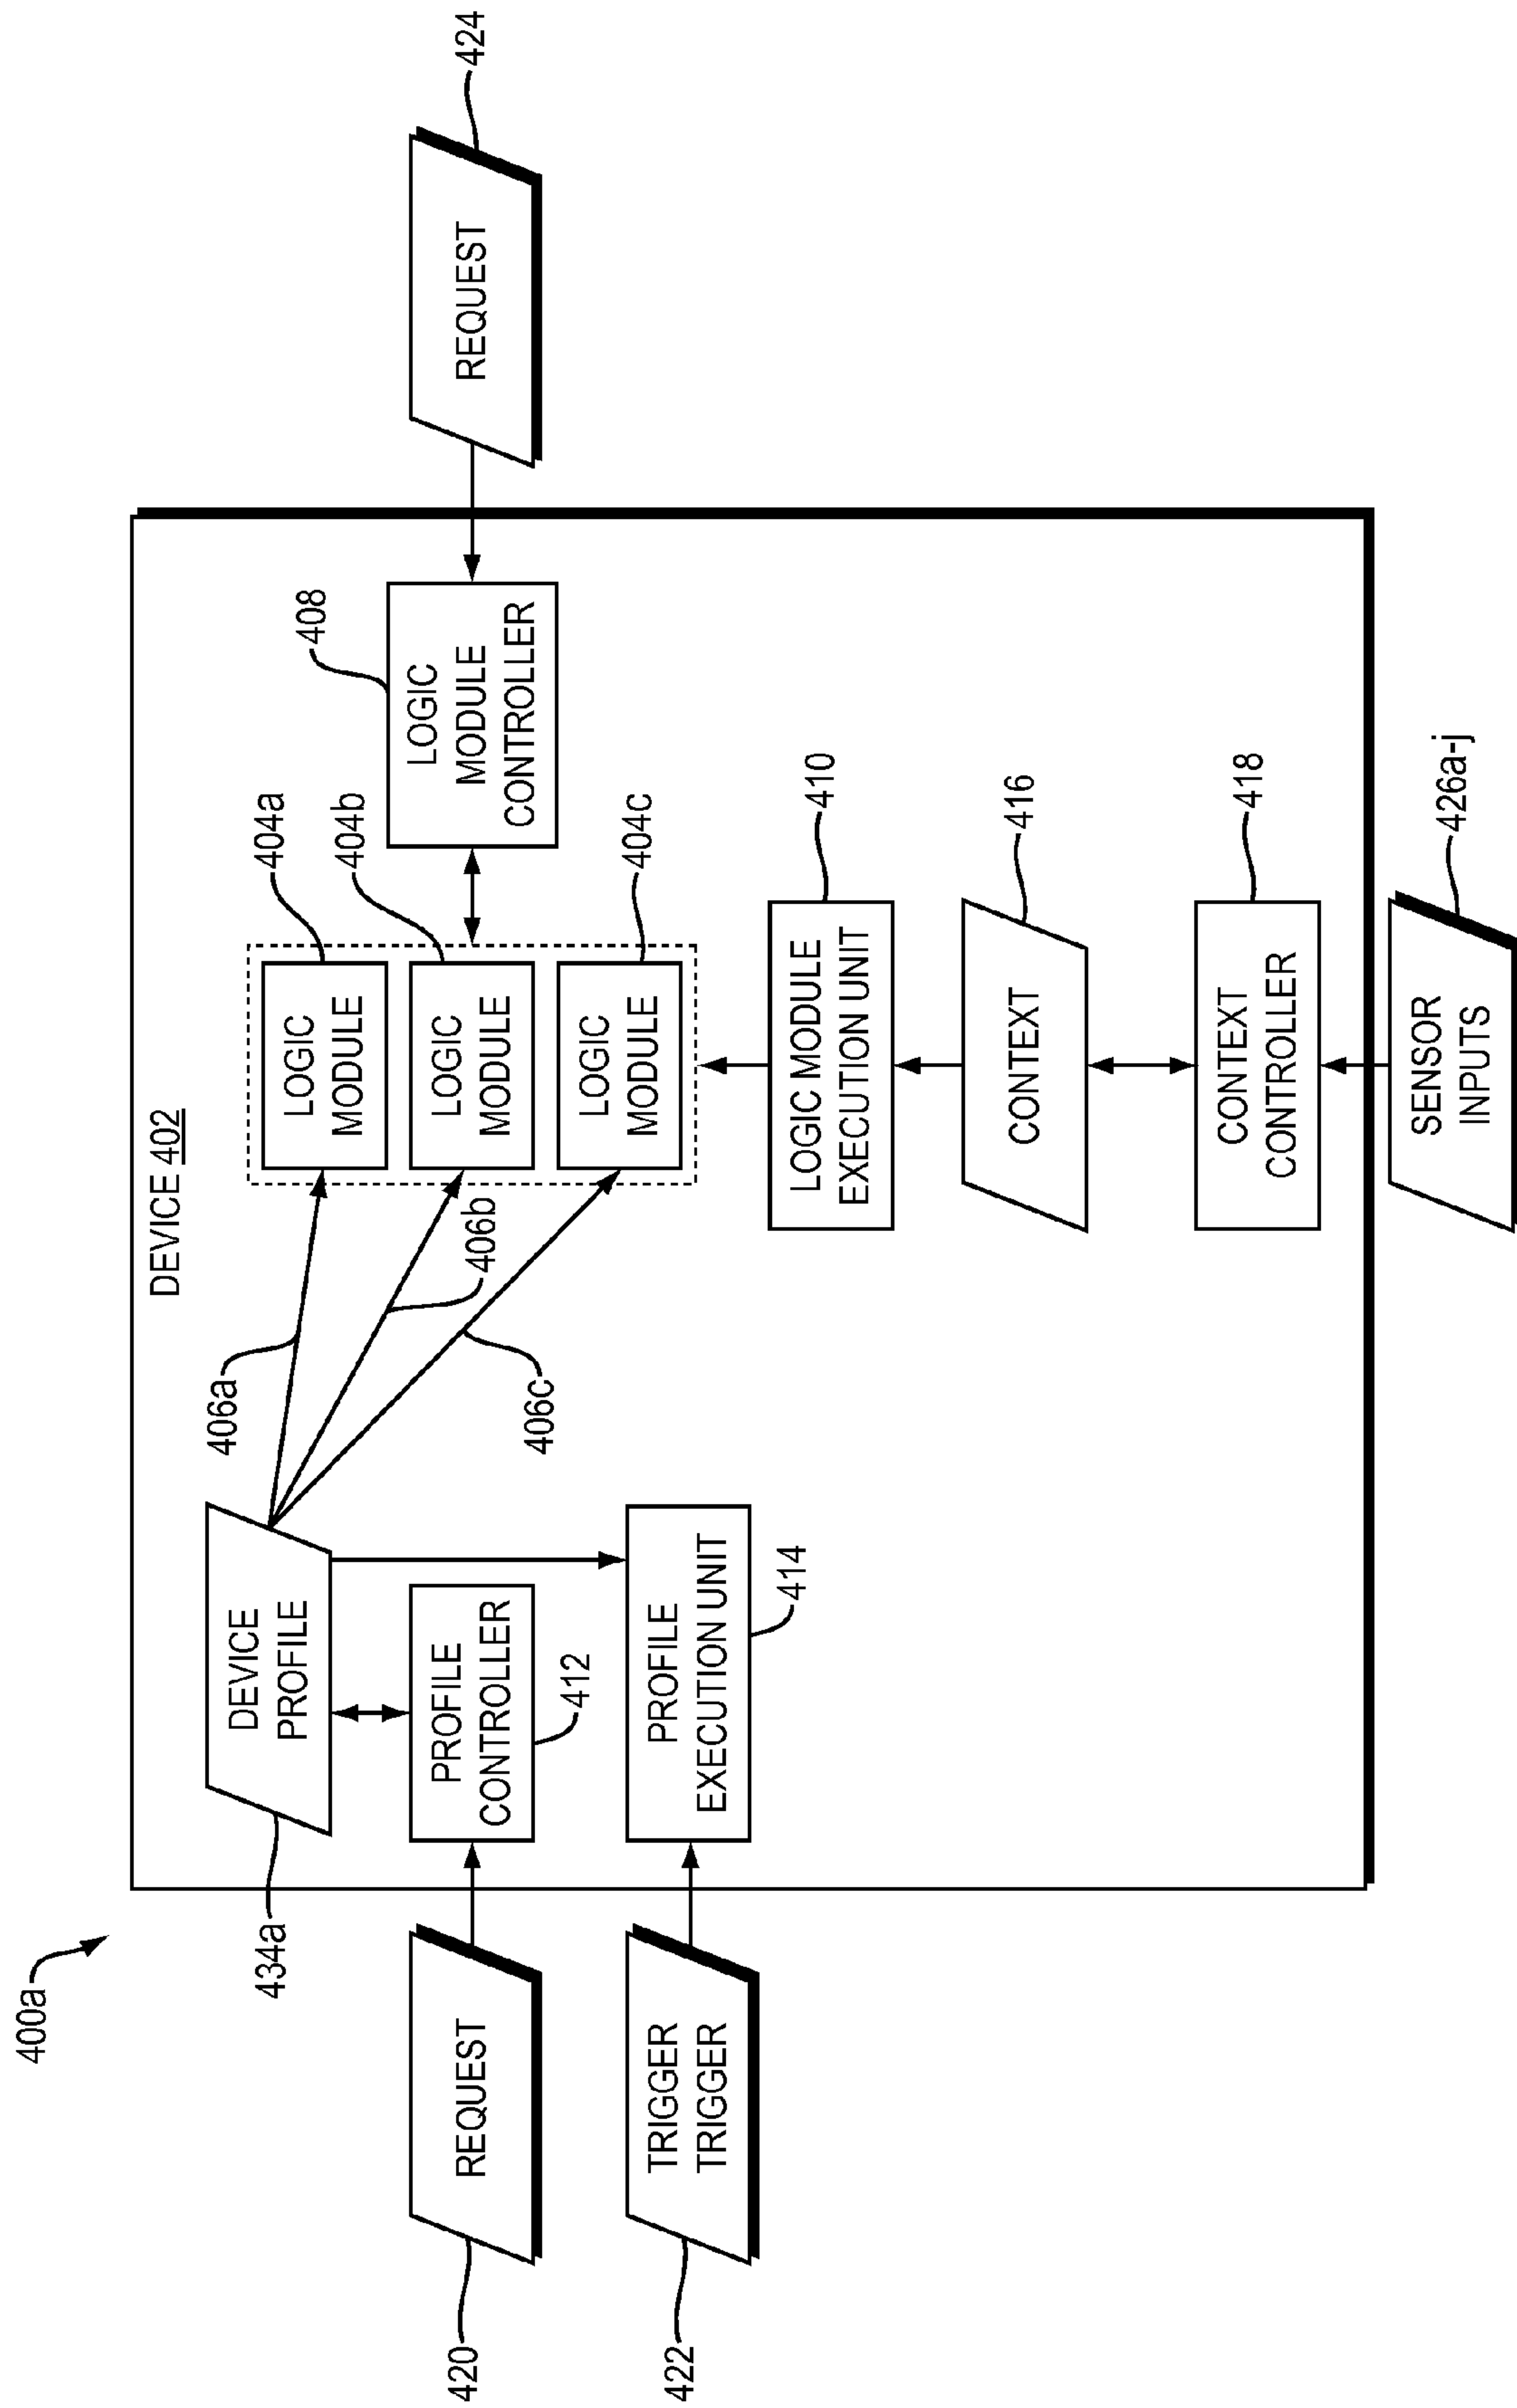 400a
DEVICE 402
434a
DEVICE
PROFILE
406a
406b
406c
404a
LOGIC
MODULE
404b
LOGIC
MODULE
404c
LOGIC
MODULE
408
LOGIC
MODULE
CONTROLLER
REQUEST
424
420
REQUEST
PROFILE
CONTROLLER
412
422
TRIGGER
TRIGGER
PROFILE
EXECUTION UNIT
414
LOGIC MODULE
EXECUTION UNIT
410
CONTEXT
416
CONTEXT
CONTROLLER
418
SENSOR
INPUTS
426a-j